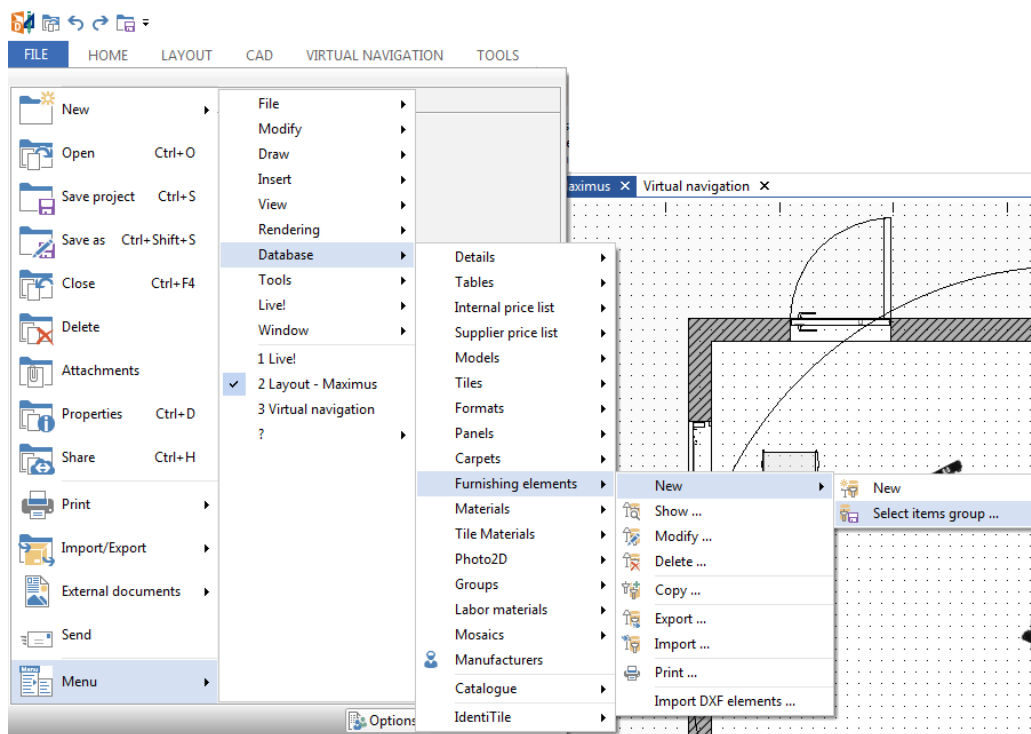 FILE HOME LAYOUT CAD VIRTUAL NAVIGATION TOOLS
New
Open Ctrl+O
Save project Ctrl+S
Save as Ctrl+Shift+S
Close Ctrl+F4
Delete
Attachments
Properties Ctrl+D
Share Ctrl+H
Print
Import/Export
External documents
Send
Menu
Menu
Options
File
Modify
Draw
Insert
View
Rendering
Database
Tools
Live!
Window
1 Live!
2 Layout - Maximus
3 Virtual navigation
?
aximus Virtual navigation
Details
Tables
Internal price list
Supplier price list
Models
Tiles
Formats
Panels
Carpets
Furnishing elements
Materials
Tile Materials
Photo2D
Groups
Labor materials
Mosaics
Manufacturers
Catalogue
IdentiTile
New
Show ...
Modify ...
Delete ...
Copy ...
Export ...
Import ...
Print ...
Import DXF elements ...
New
Select items group ...